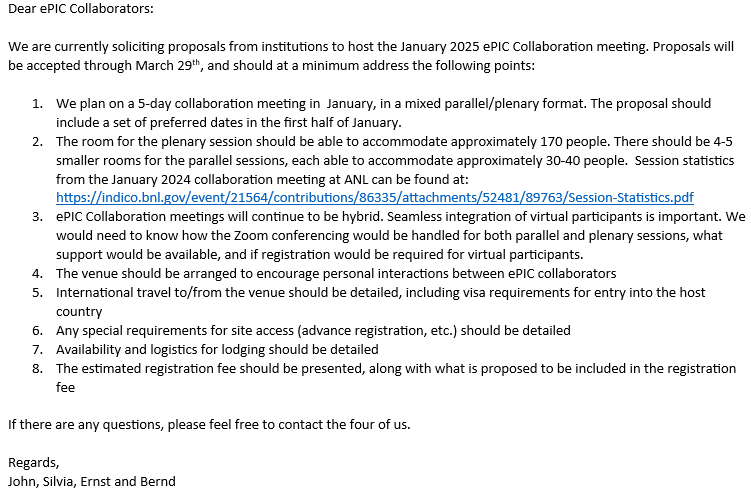 Dear ePIC Collaborators:
We are currently soliciting proposals from institutions to host the January 2025 ePIC Collaboration meeting. Proposals will
be accepted through March 29th, and should at a minimum address the following points:
1. We plan on a 5-day collaboration meeting in January, in a mixed parallel/plenary format. The proposal should
include a set of preferred dates in the first half of January.
2. The room for the plenary session should be able to accommodate approximately 170 people. There should be 4-5
smaller rooms for the parallel sessions, each able to accommodate approximately 30-40 people. Session statistics
from the January 2024 collaboration meeting at ANL can be found at:
https://indico.bnl.gov/event/21564/contributions/86335/attachments/52481/89763/Session-Statistics.pdf
3. ePIC Collaboration meetings will continue to be hybrid. Seamless integration of virtual participants is important. We
would need to know how the Zoom conferencing would be handled for both parallel and plenary sessions, what
support would be available, and if registration would be required for virtual participants.
4. The venue should be arranged to encourage personal interactions between ePIC collaborators
5. International travel to/from the venue should be detailed, including visa requirements for entry into the host
country
6. Any special requirements for site access (advance registration, etc.) should be detailed
7. Availability and logistics for lodging should be detailed
8. The estimated registration fee should be presented, along with what is proposed to be included in the registration
fee
If there are any questions, please feel free to contact the four of us.
Regards,
John, Silvia, Ernst and Bernd